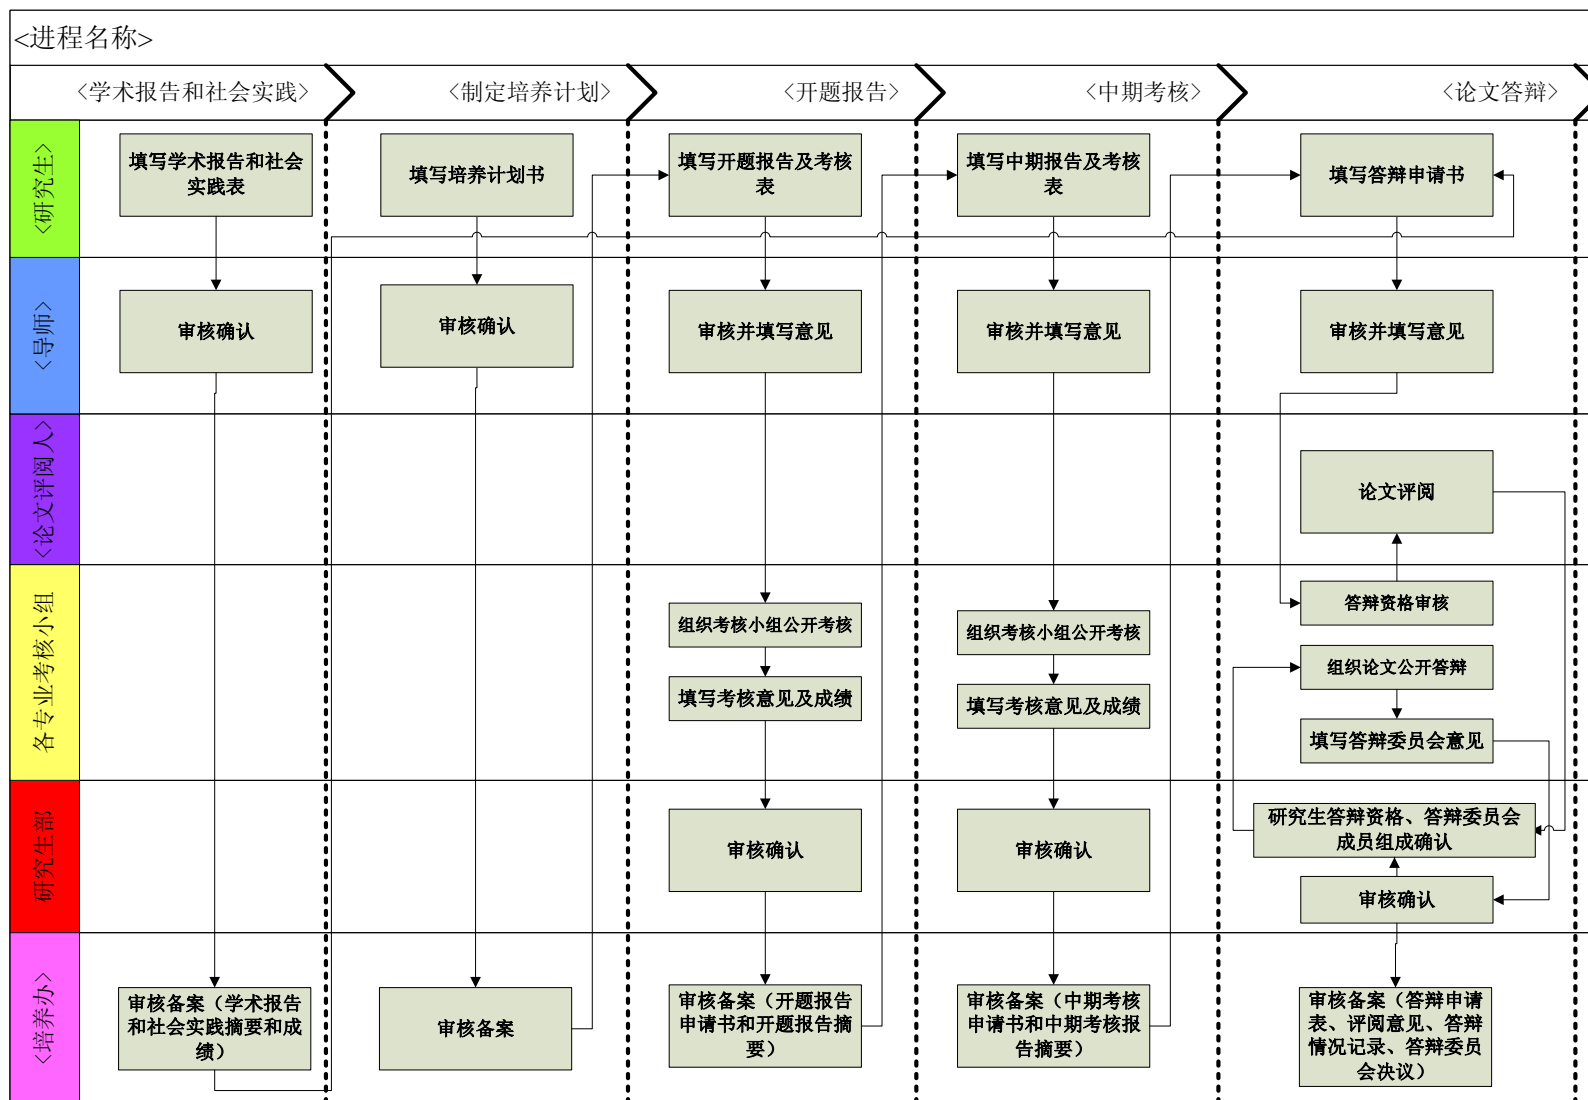 <进程名称>
<学术报告和社会实践>
<制定培养计划>
<开题报告>
<中期考核>
<论文答辩>
<研究生>
填写学术报告和社会
实践表
填写培养计划书
填写开题报告及考核
表
填写中期报告及考核
表
填写答辩申请书
<导师>
审核确认
审核确认
审核并填写意见
审核并填写意见
审核并填写意见
<论文评阅人>
论文评阅
各专业考核小组
组织考核小组公开考核
填写考核意见及成绩
组织考核小组公开考核
填写考核意见及成绩
答辩资格审核
组织论文公开答辩
填写答辩委员会意见
研究生部
审核确认
审核确认
研究生答辩资格、答辩委员会
成员组成确认
审核确认
<培养办>
审核备案（学术报告
和社会实践摘要和成
绩）
审核备案
审核备案（开题报告
申请书和开题报告摘
要）
审核备案（中期考核
申请书和中期考核报
告摘要）
审核备案（答辩申请
表、评阅意见、答辩
情况记录、答辩委员
会决议）